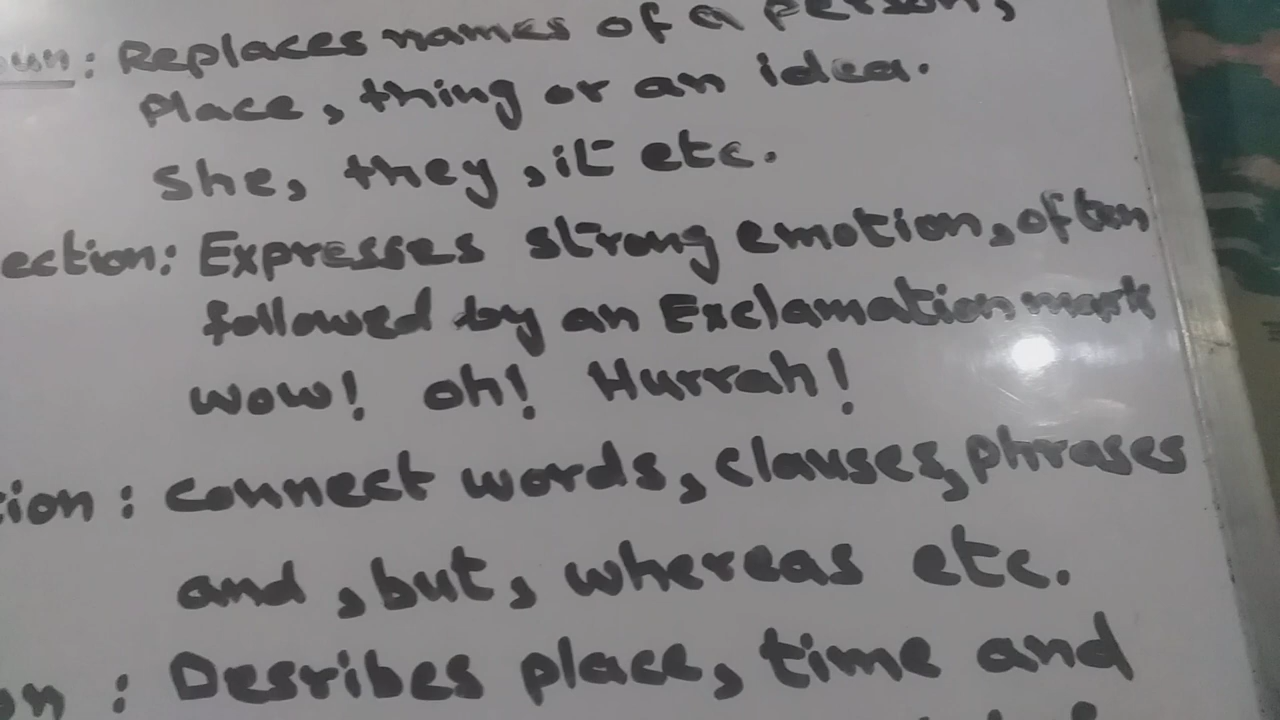 oun: Replaces names of a person,
Place, thing or an idea.
She, they, it etc.
ection: Expresses strong emotion, often
followed by an Exclamation mark
wow! oh! Hurrah!
tion: connect words, clauses, phrases
and, but, whereas etc.
on: Desribes place, time and